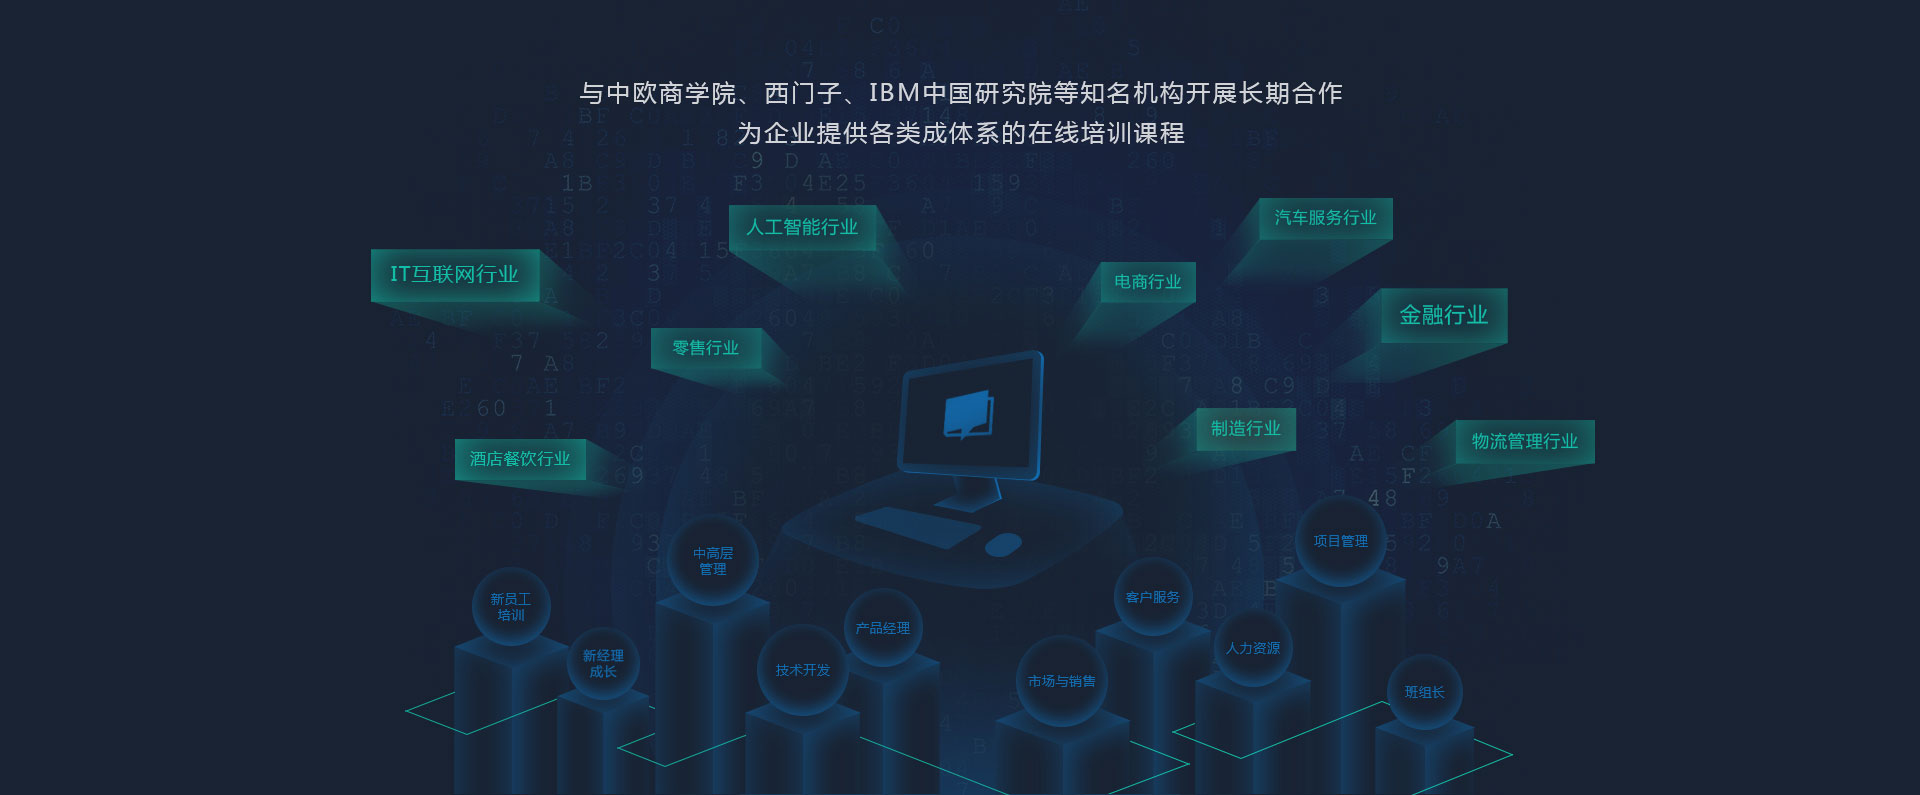 与中欧商学院、西门子、IBM中国研究院等知名机构开展长期合作
为企业提供各类成体系的在线培训课程
人工智能行业
汽车服务行业
IT互联网行业
电商行业
金融行业
零售行业
制造行业
物流管理行业
酒店餐饮行业
项目管理
中高层
管理
新员工
培训
客户服务
产品经理
人力资源
新经理
成长
技术开发
市场与销售
班组长